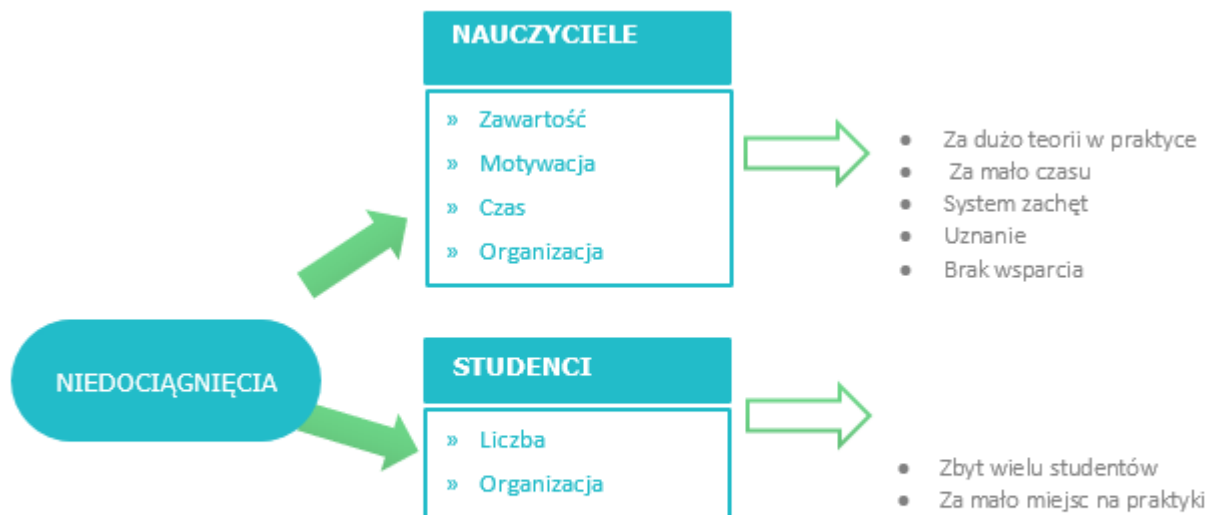 NIEDOCIĄGNIĘCIA
NAUCZYCIELE
» Zawartość
» Motywacja
» Czas
» Organizacja
● Za dużo teorii w praktyce
● Za mało czasu
● System zachęt
● Uznanie
● Brak wsparcia
STUDENCI
» Liczba
» Organizacja
● Zbyt wielu studentów
● Za mało miejsc na praktyki